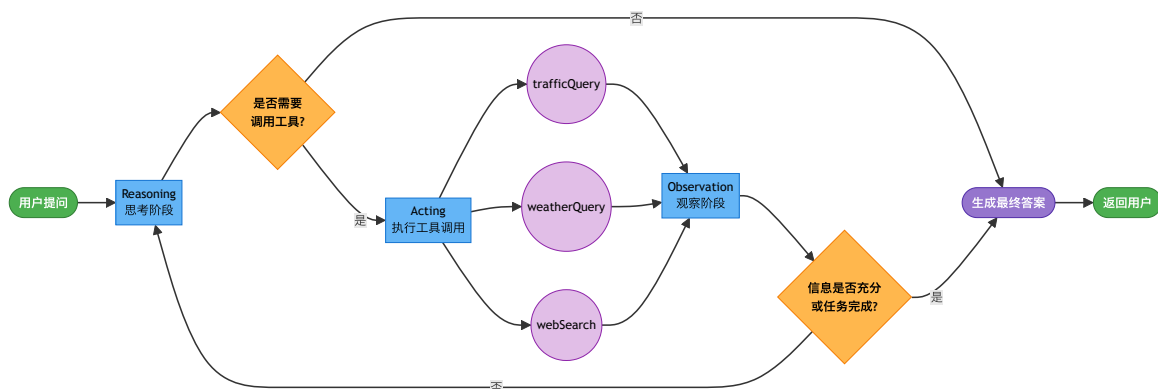 否
trafficQuery
是否需要
调用工具?
Reasoning
思考阶段
用户提问
Acting
执行工具调用
是
weatherQuery
Observation
观察阶段
生成最终答案
返回用户
信息是否充分
或任务完成?
是
webSearch
否